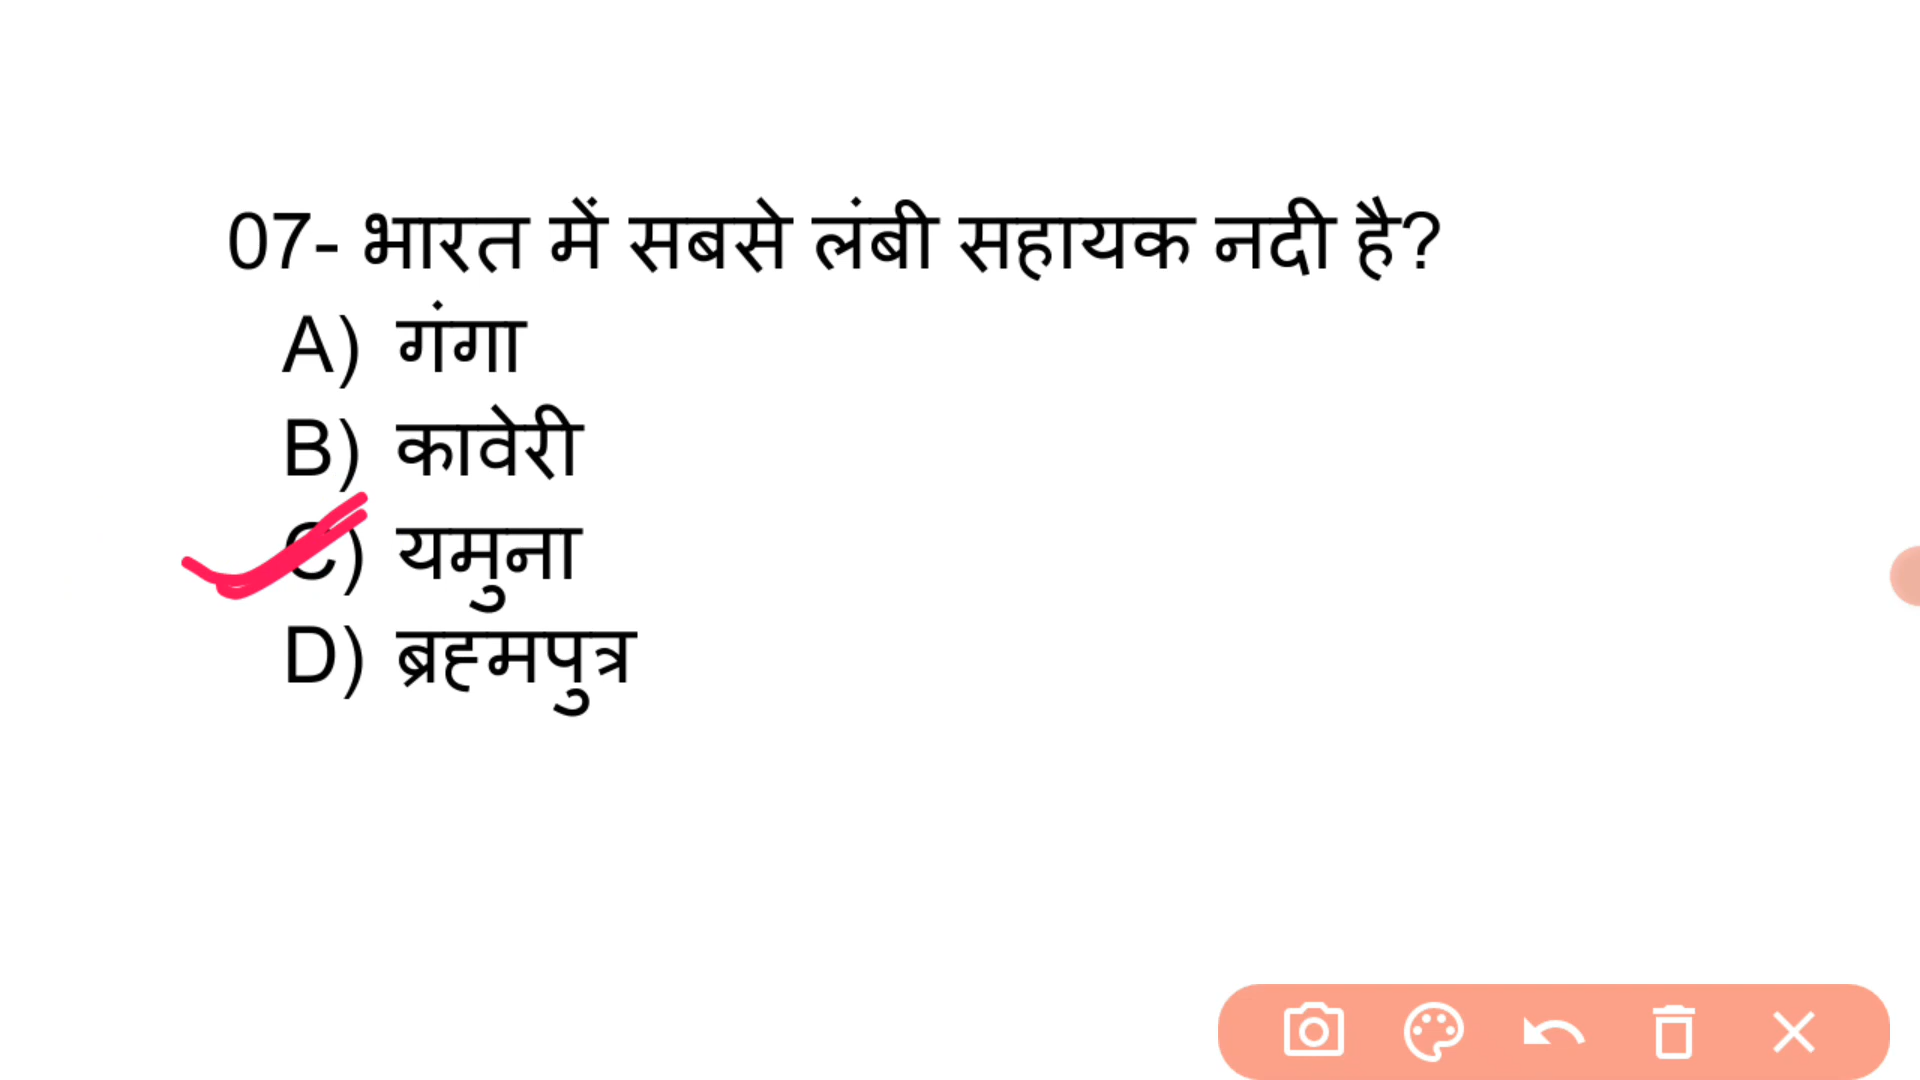 07- भारत में सबसे लंबी सहायक नदी है?
A) गंगा
B) कावेरी
C) यमुना
D) ब्रह्मपुत्र